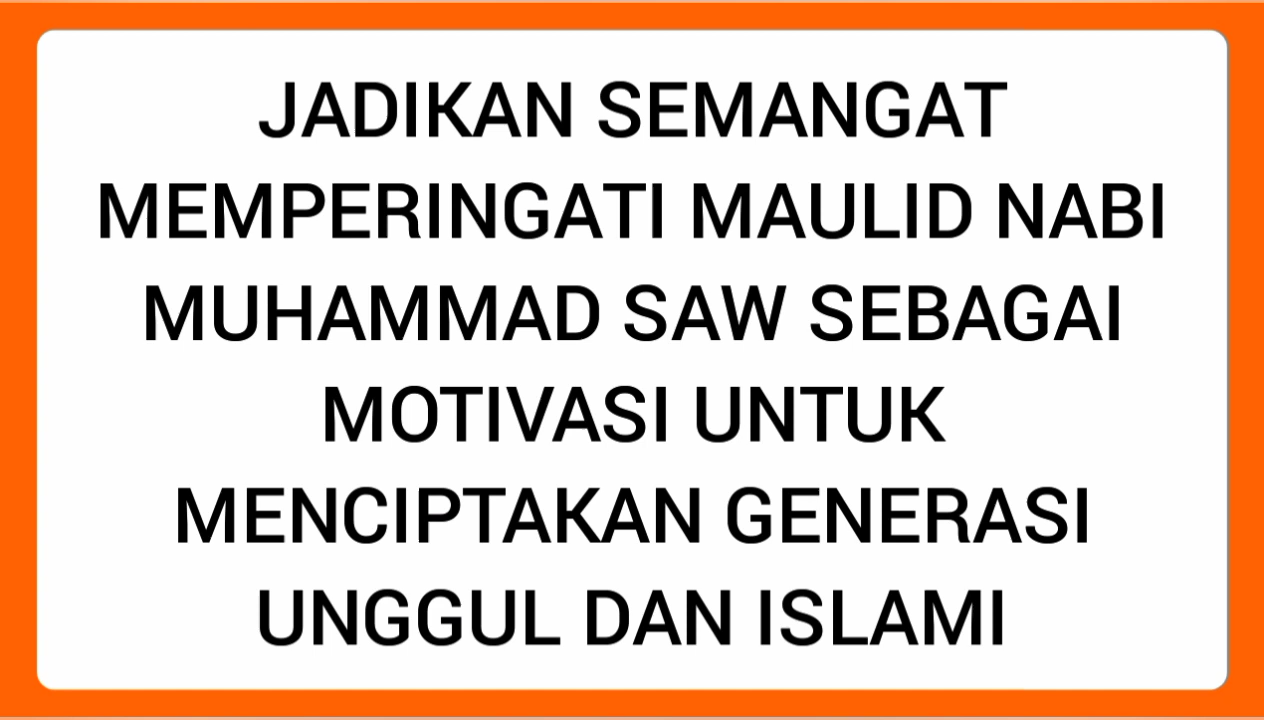 JADIKAN SEMANGAT
MEMPERINGATI MAULID NABI
MUHAMMAD SAW SEBAGAI
MOTIVASI UNTUK
MENCIPTAKAN GENERASI
UNGGUL DAN ISLAMI